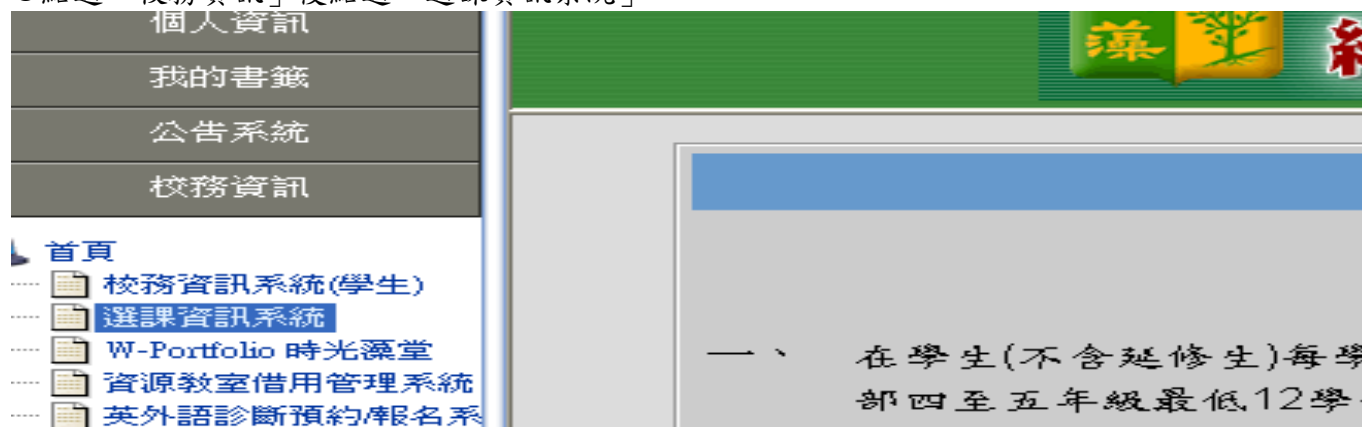 個人資訊
我的書籤
公告系統
校務資訊
首頁
校務資訊系統(學生)
選課資訊系統
W-Portfolio 時光藻堂
資源教室借用管理系統
英外語診斷預約/報名系
藻
一、 在學生(不含延修生)每學
部四至五年級最低12學